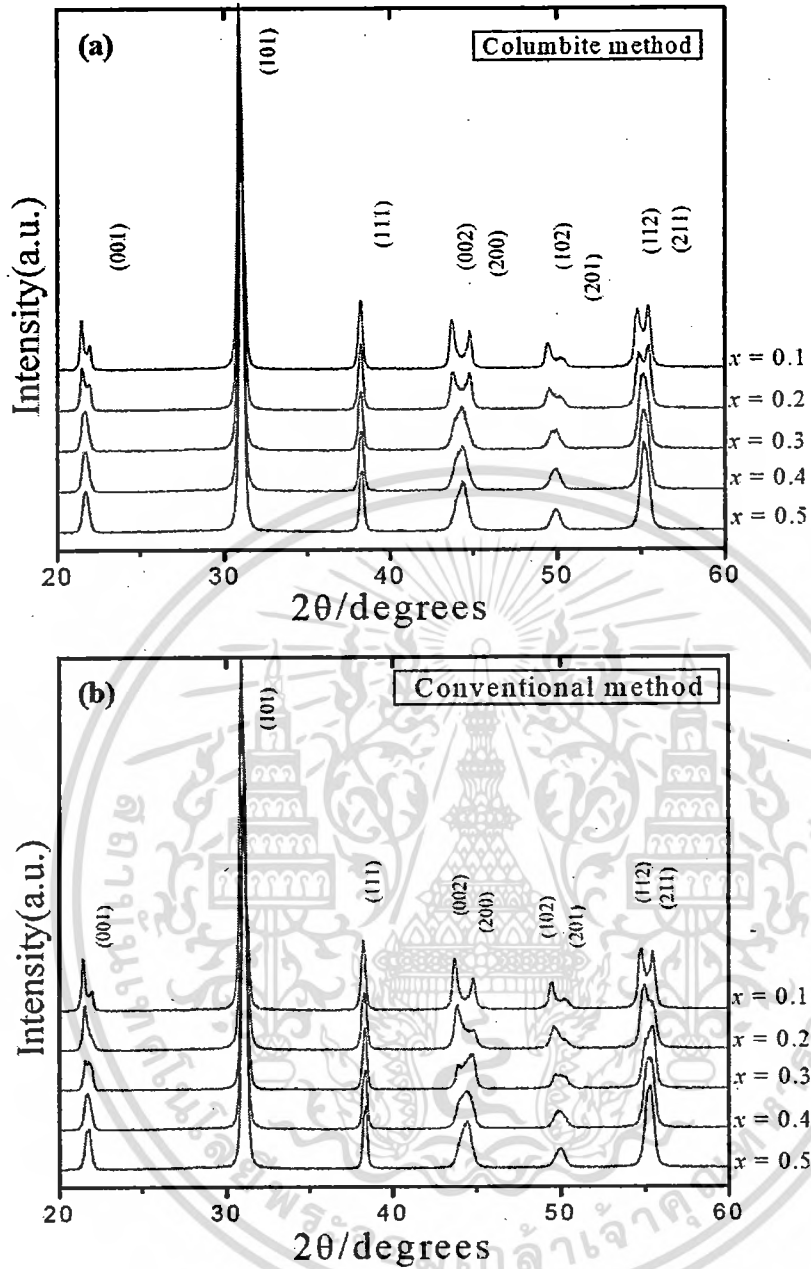 (a)
Columbite method
(101)
(001)
(111)
(002)
(200)
(102)
(201)
(112)
(211)
Intensity(a.u.)
x = 0.1
x = 0.2
x = 0.3
x = 0.4
x = 0.5
20
30
40
50
60
2θ/degrees
(b)
Conventional method
(101)
(001)
(111)
(002)
(200)
(102)
(201)
(112)
(211)
Intensity(a.u.)
x = 0.1
x = 0.2
x = 0.3
x = 0.4
x = 0.5
20
30
40
50
60
2θ/degrees